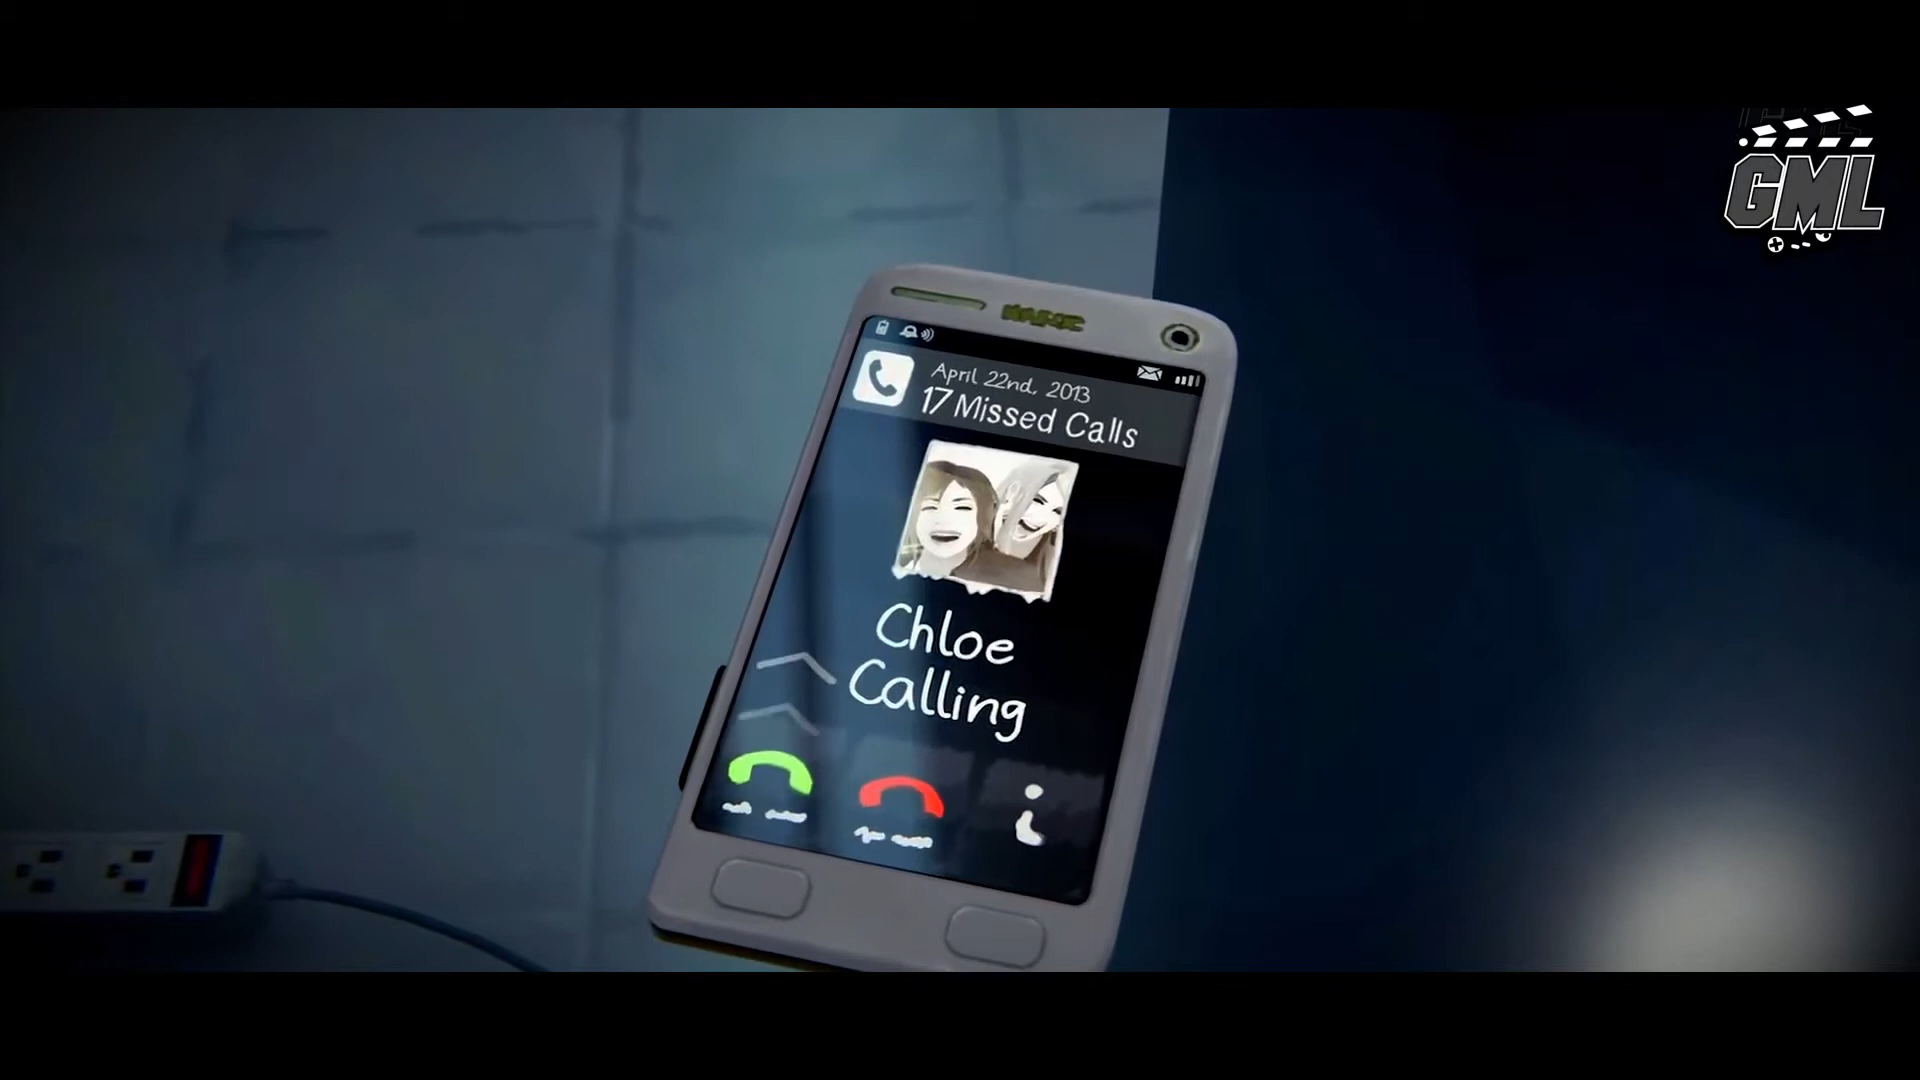 GML
April 22nd, 2013
17 Missed Calls
Chloe
Calling